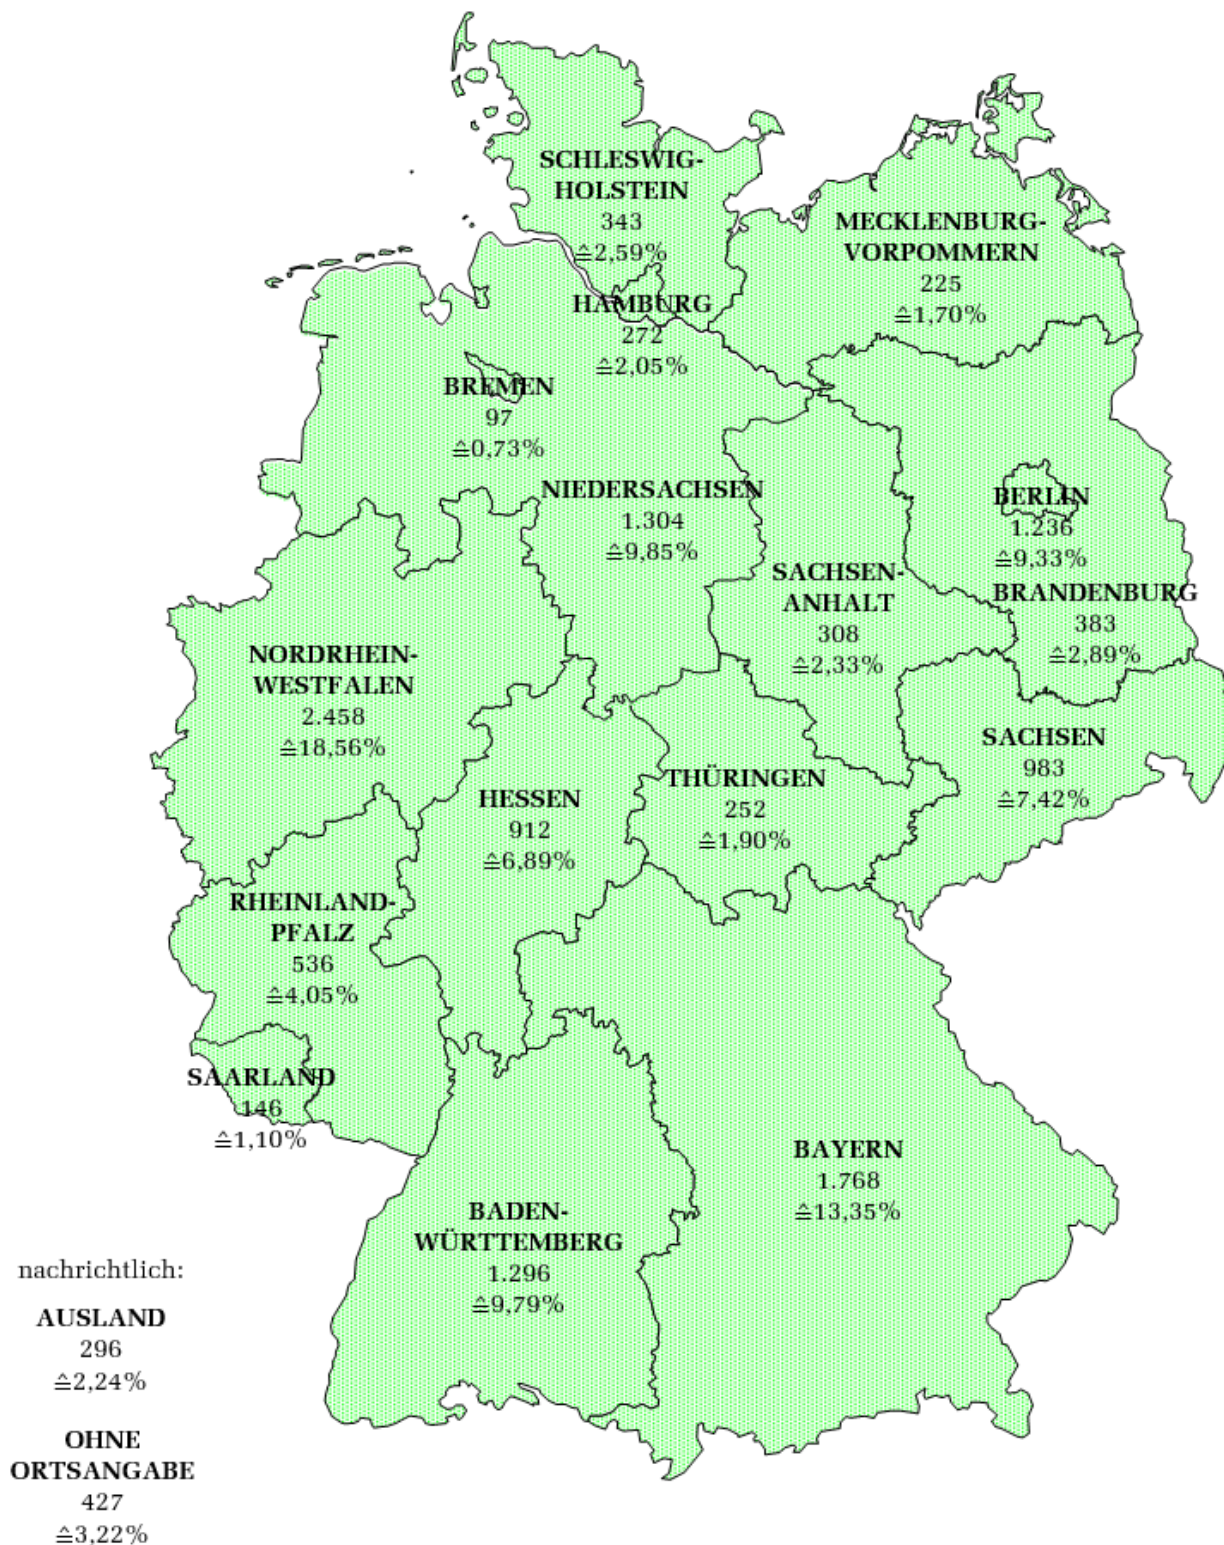 SCHLESWIG-
HOLSTEIN
343
≙2,59%
MECKLENBURG-
VORPOMMERN
225
≙1,70%
HAMBURG
272
≙2,05%
BREMEN
97
≙0,73%
NIEDERSACHSEN
1.304
≙9,85%
BERLIN
1.236
≙9,33%
SACHSEN-
ANHALT
308
≙2,33%
BRANDENBURG
383
≙2,89%
NORDRHEIN-
WESTFALEN
2.458
≙18,56%
SACHSEN
983
≙7,42%
THÜRINGEN
252
≙1,90%
HESSEN
912
≙6,89%
RHEINLAND-
PFALZ
536
≙4,05%
SAARLAND
146
≙1,10%
BAYERN
1.768
≙13,35%
BADEN-
WÜRTTEMBERG
1.296
≙9,79%
nachrichtlich:
AUSLAND
296
≙2,24%
OHNE
ORTSANGABE
427
≙3,22%